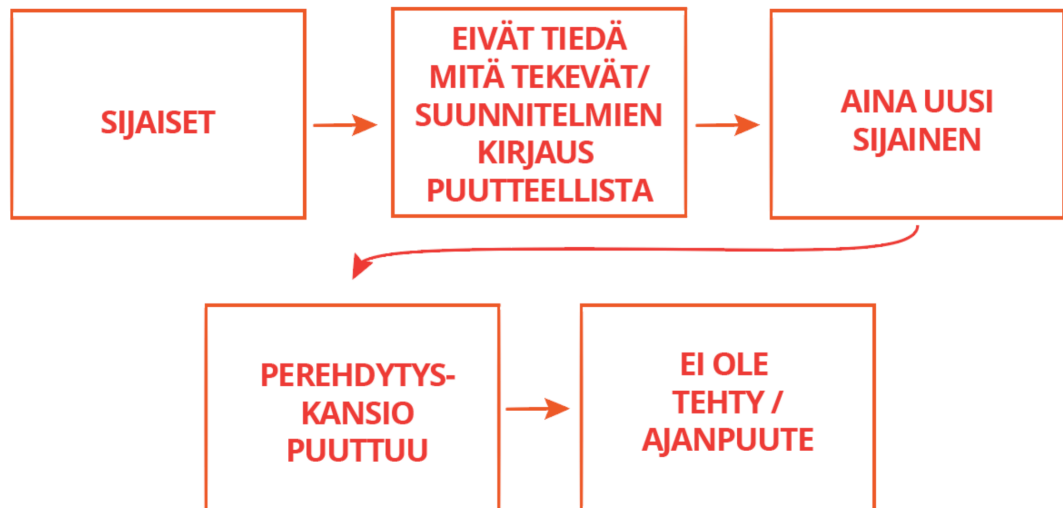 SIJAISET
EIVÄT TIEDÄ
MITÄ TEKEVÄT/
SUUNNITELMIEN
KIRJAUS
PUUTTEELLISTA
AINA UUSI
SIJAINEN
PEREHDYTYS-
KANSIO
PUUTTUU
EI OLE
TEHTY /
AJANPUUTE